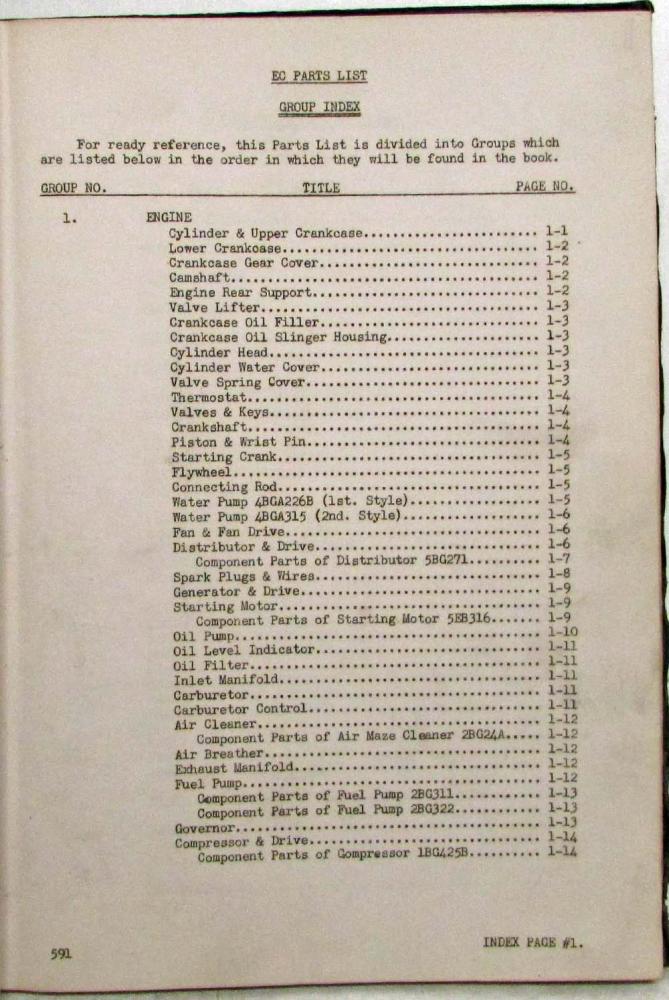 EC PARTS LIST
GROUP INDEX
For ready reference, this Parts List is divided into Groups which
are listed below in the order in which they will be found in the book.
GROUP NO. TITLE PAGE NO.
1. ENGINE
Cylinder & Upper Crankcase........................ 1-1
Lower Crankcase................................... 1-2
Crankcase Gear Cover.............................. 1-2
Camshaft.......................................... 1-2
Engine Rear Support............................... 1-2
Valve Lifter...................................... 1-3
Crankcase Oil Filler.............................. 1-3
Crankcase Oil Slinger Housing..................... 1-3
Cylinder Head..................................... 1-3
Cylinder Water Cover.............................. 1-3
Valve Spring Cover................................ 1-3
Thermostat........................................ 1-4
Valves & Keys..................................... 1-4
Crankshaft........................................ 1-4
Piston & Wrist Pin................................ 1-4
Starting Crank.................................... 1-5
Flywheel.......................................... 1-5
Connecting Rod.................................... 1-5
Water Pump 4BGA226B (1st. Style).................. 1-5
Water Pump 4BGA315 (2nd. Style)................... 1-6
Fan & Fan Drive................................... 1-6
Distributor & Drive............................... 1-6
Component Parts of Distributor 5BG271.......... 1-7
Spark Plugs & Wires............................... 1-8
Generator & Drive................................. 1-9
Starting Motor.................................... 1-9
Component Parts of Starting Motor 5EB316....... 1-9
Oil Pump.......................................... 1-10
Oil Level Indicator............................... 1-11
Oil Filter........................................ 1-11
Inlet Manifold.................................... 1-11
Carburetor........................................ 1-11
Carburetor Control................................ 1-11
Air Cleaner....................................... 1-12
Component Parts of Air Maze Cleaner 2BG24A..... 1-12
Air Breather...................................... 1-12
Exhaust Manifold.................................. 1-12
Fuel Pump......................................... 1-12
Component Parts of Fuel Pump 2BG311............ 1-13
Component Parts of Fuel Pump 2BG322............ 1-13
Governor.......................................... 1-13
Compressor & Drive................................ 1-14
Component Parts of Compressor 1BG425B.......... 1-14
INDEX PAGE #1.
591